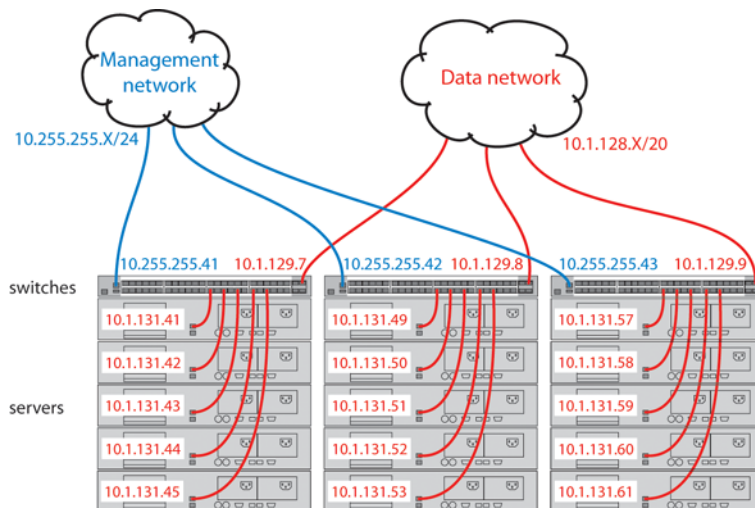 Management
network
Data network
10.255.255.X/24
10.1.128.X/20
10.255.255.41 10.1.129.7 10.255.255.42 10.1.129.8 10.255.255.43 10.1.129.9
switches
10.1.131.41 10.1.131.49 10.1.131.57
10.1.131.42 10.1.131.50 10.1.131.58
servers
10.1.131.43 10.1.131.51 10.1.131.59
10.1.131.44 10.1.131.52 10.1.131.60
10.1.131.45 10.1.131.53 10.1.131.61